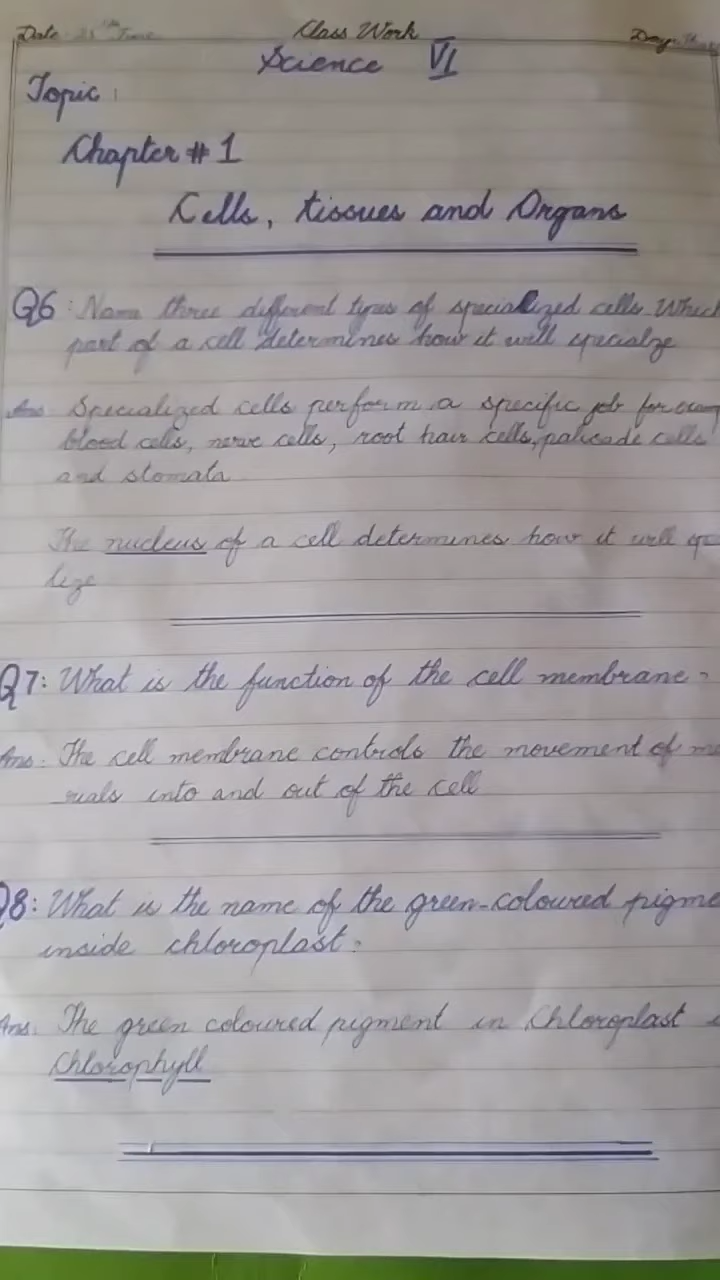 Date Class Work Day:
Science VI
Topic:
Chapter # 1
Cells, tissues and Organs
Q6: Name three different types of specialized cells. Which
part of a cell determines how it will specialze
Ans Specialized cells perform a specific job for exam
blood cells, nerve cells, root hair cells, palisade cells
and stomata
The nucleus of a cell determines how it will
lize
Q7: What is the function of the cell membrane?
Ans: The cell membrane controls the movement of m
rials into and out of the cell
Q8: What is the name of the green-coloured pigme
inside chloroplast.
Ans. The green coloured pigment in Chloroplast
Chlorophyll